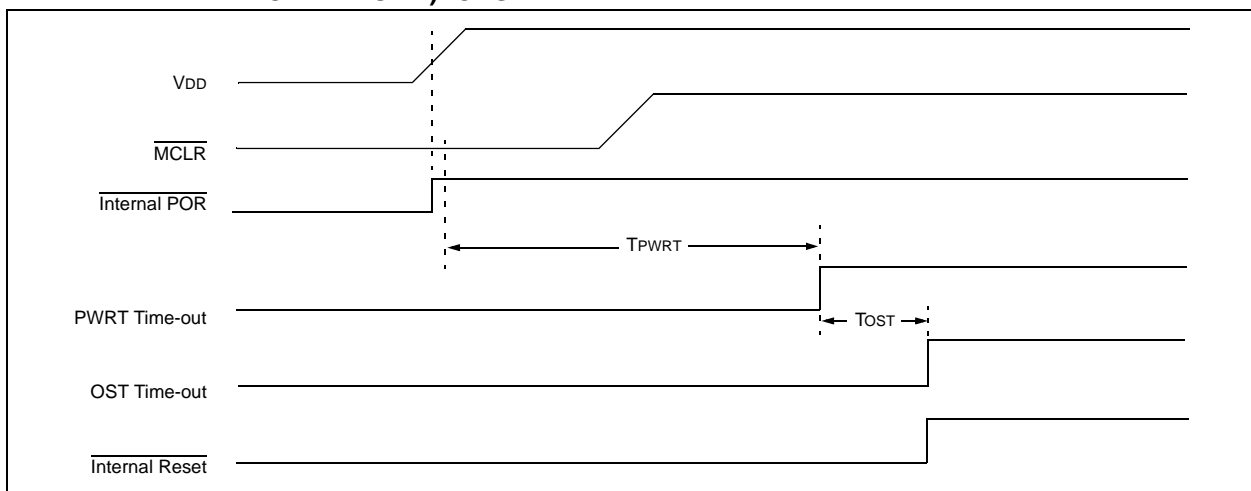 VDD
MCLR
Internal POR
TPWRT
PWRT Time-out
TOST
OST Time-out
Internal Reset